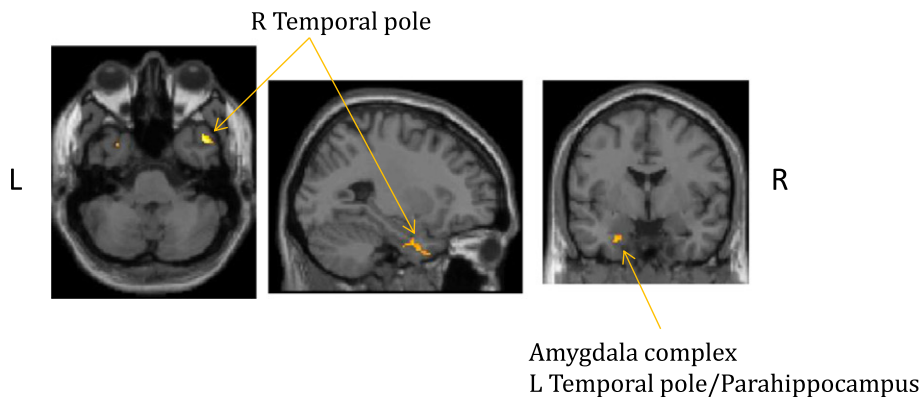 R Temporal pole
L
R
Amygdala complex
L Temporal pole/Parahippocampus